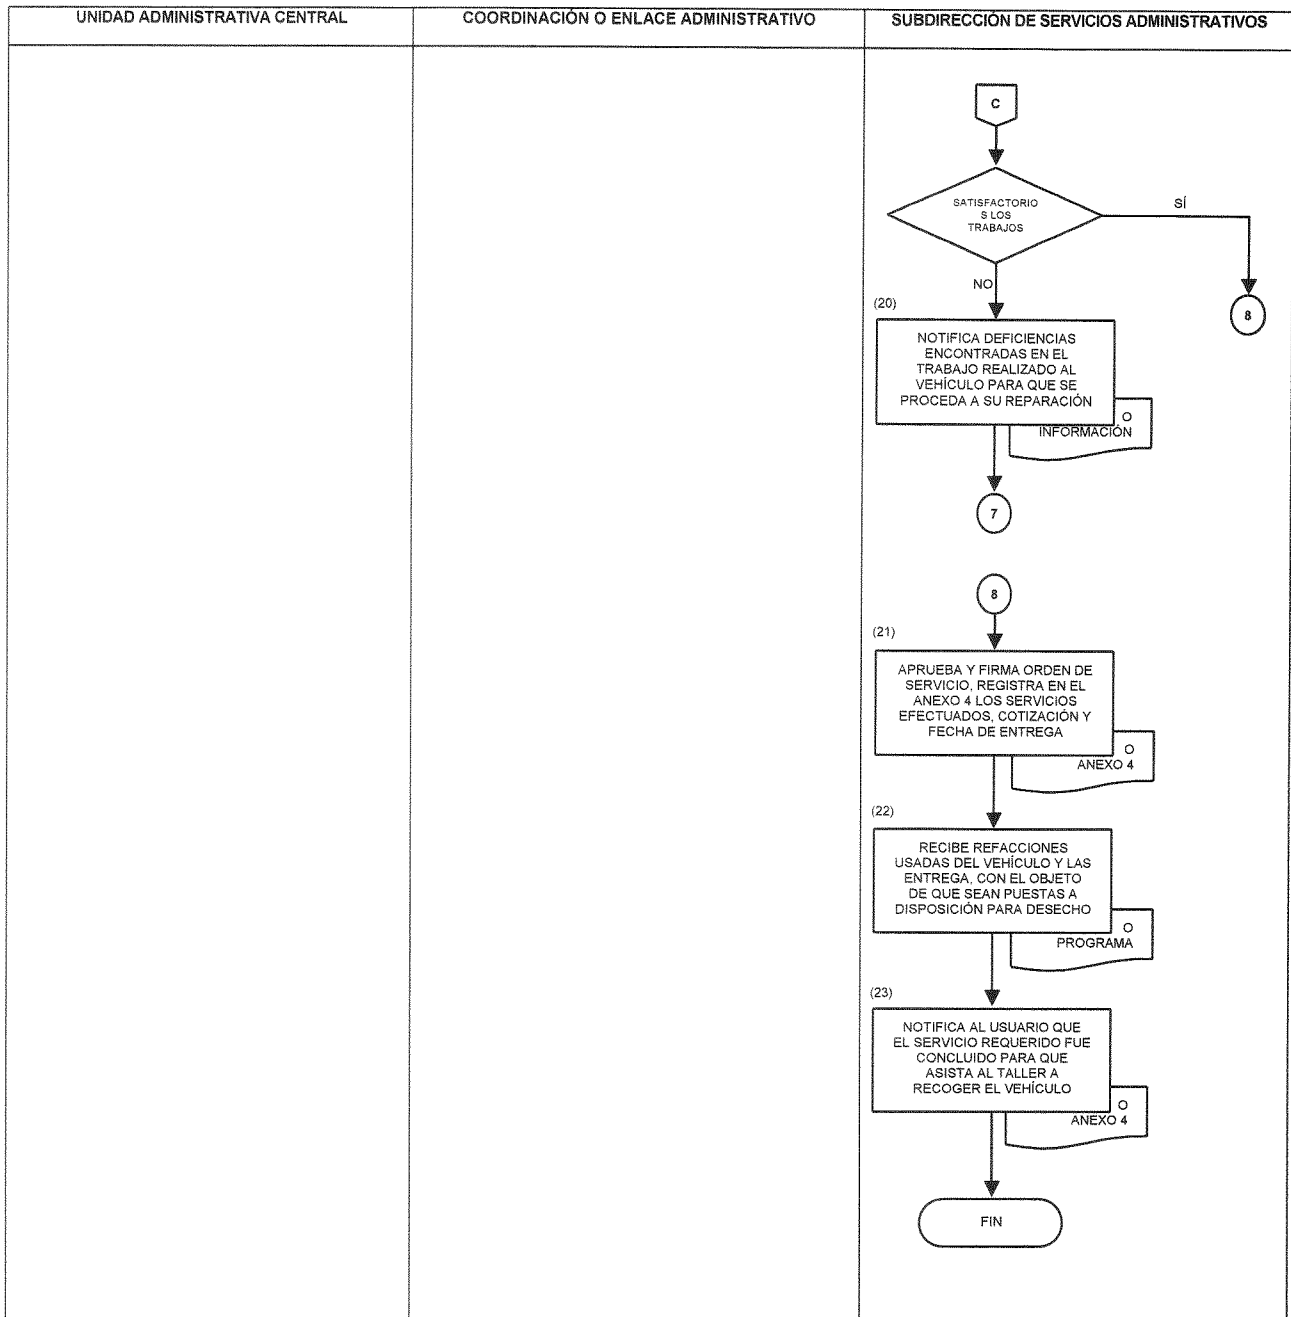 UNIDAD ADMINISTRATIVA CENTRAL
COORDINACIÓN O ENLACE ADMINISTRATIVO
SUBDIRECCIÓN DE SERVICIOS ADMINISTRATIVOS
C
SATISFACTORIO
S LOS
TRABAJOS
SÍ
NO
8
(20)
NOTIFICA DEFICIENCIAS
ENCONTRADAS EN EL
TRABAJO REALIZADO AL
VEHÍCULO PARA QUE SE
PROCEDA A SU REPARACIÓN
O
INFORMACIÓN
7
8
(21)
APRUEBA Y FIRMA ORDEN DE
SERVICIO, REGISTRA EN EL
ANEXO 4 LOS SERVICIOS
EFECTUADOS, COTIZACIÓN Y
FECHA DE ENTREGA
O
ANEXO 4
(22)
RECIBE REFACCIONES
USADAS DEL VEHÍCULO Y LAS
ENTREGA, CON EL OBJETO
DE QUE SEAN PUESTAS A
DISPOSICIÓN PARA DESECHO
O
PROGRAMA
(23)
NOTIFICA AL USUARIO QUE
EL SERVICIO REQUERIDO FUE
CONCLUIDO PARA QUE
ASISTA AL TALLER A
RECOGER EL VEHÍCULO
O
ANEXO 4
FIN